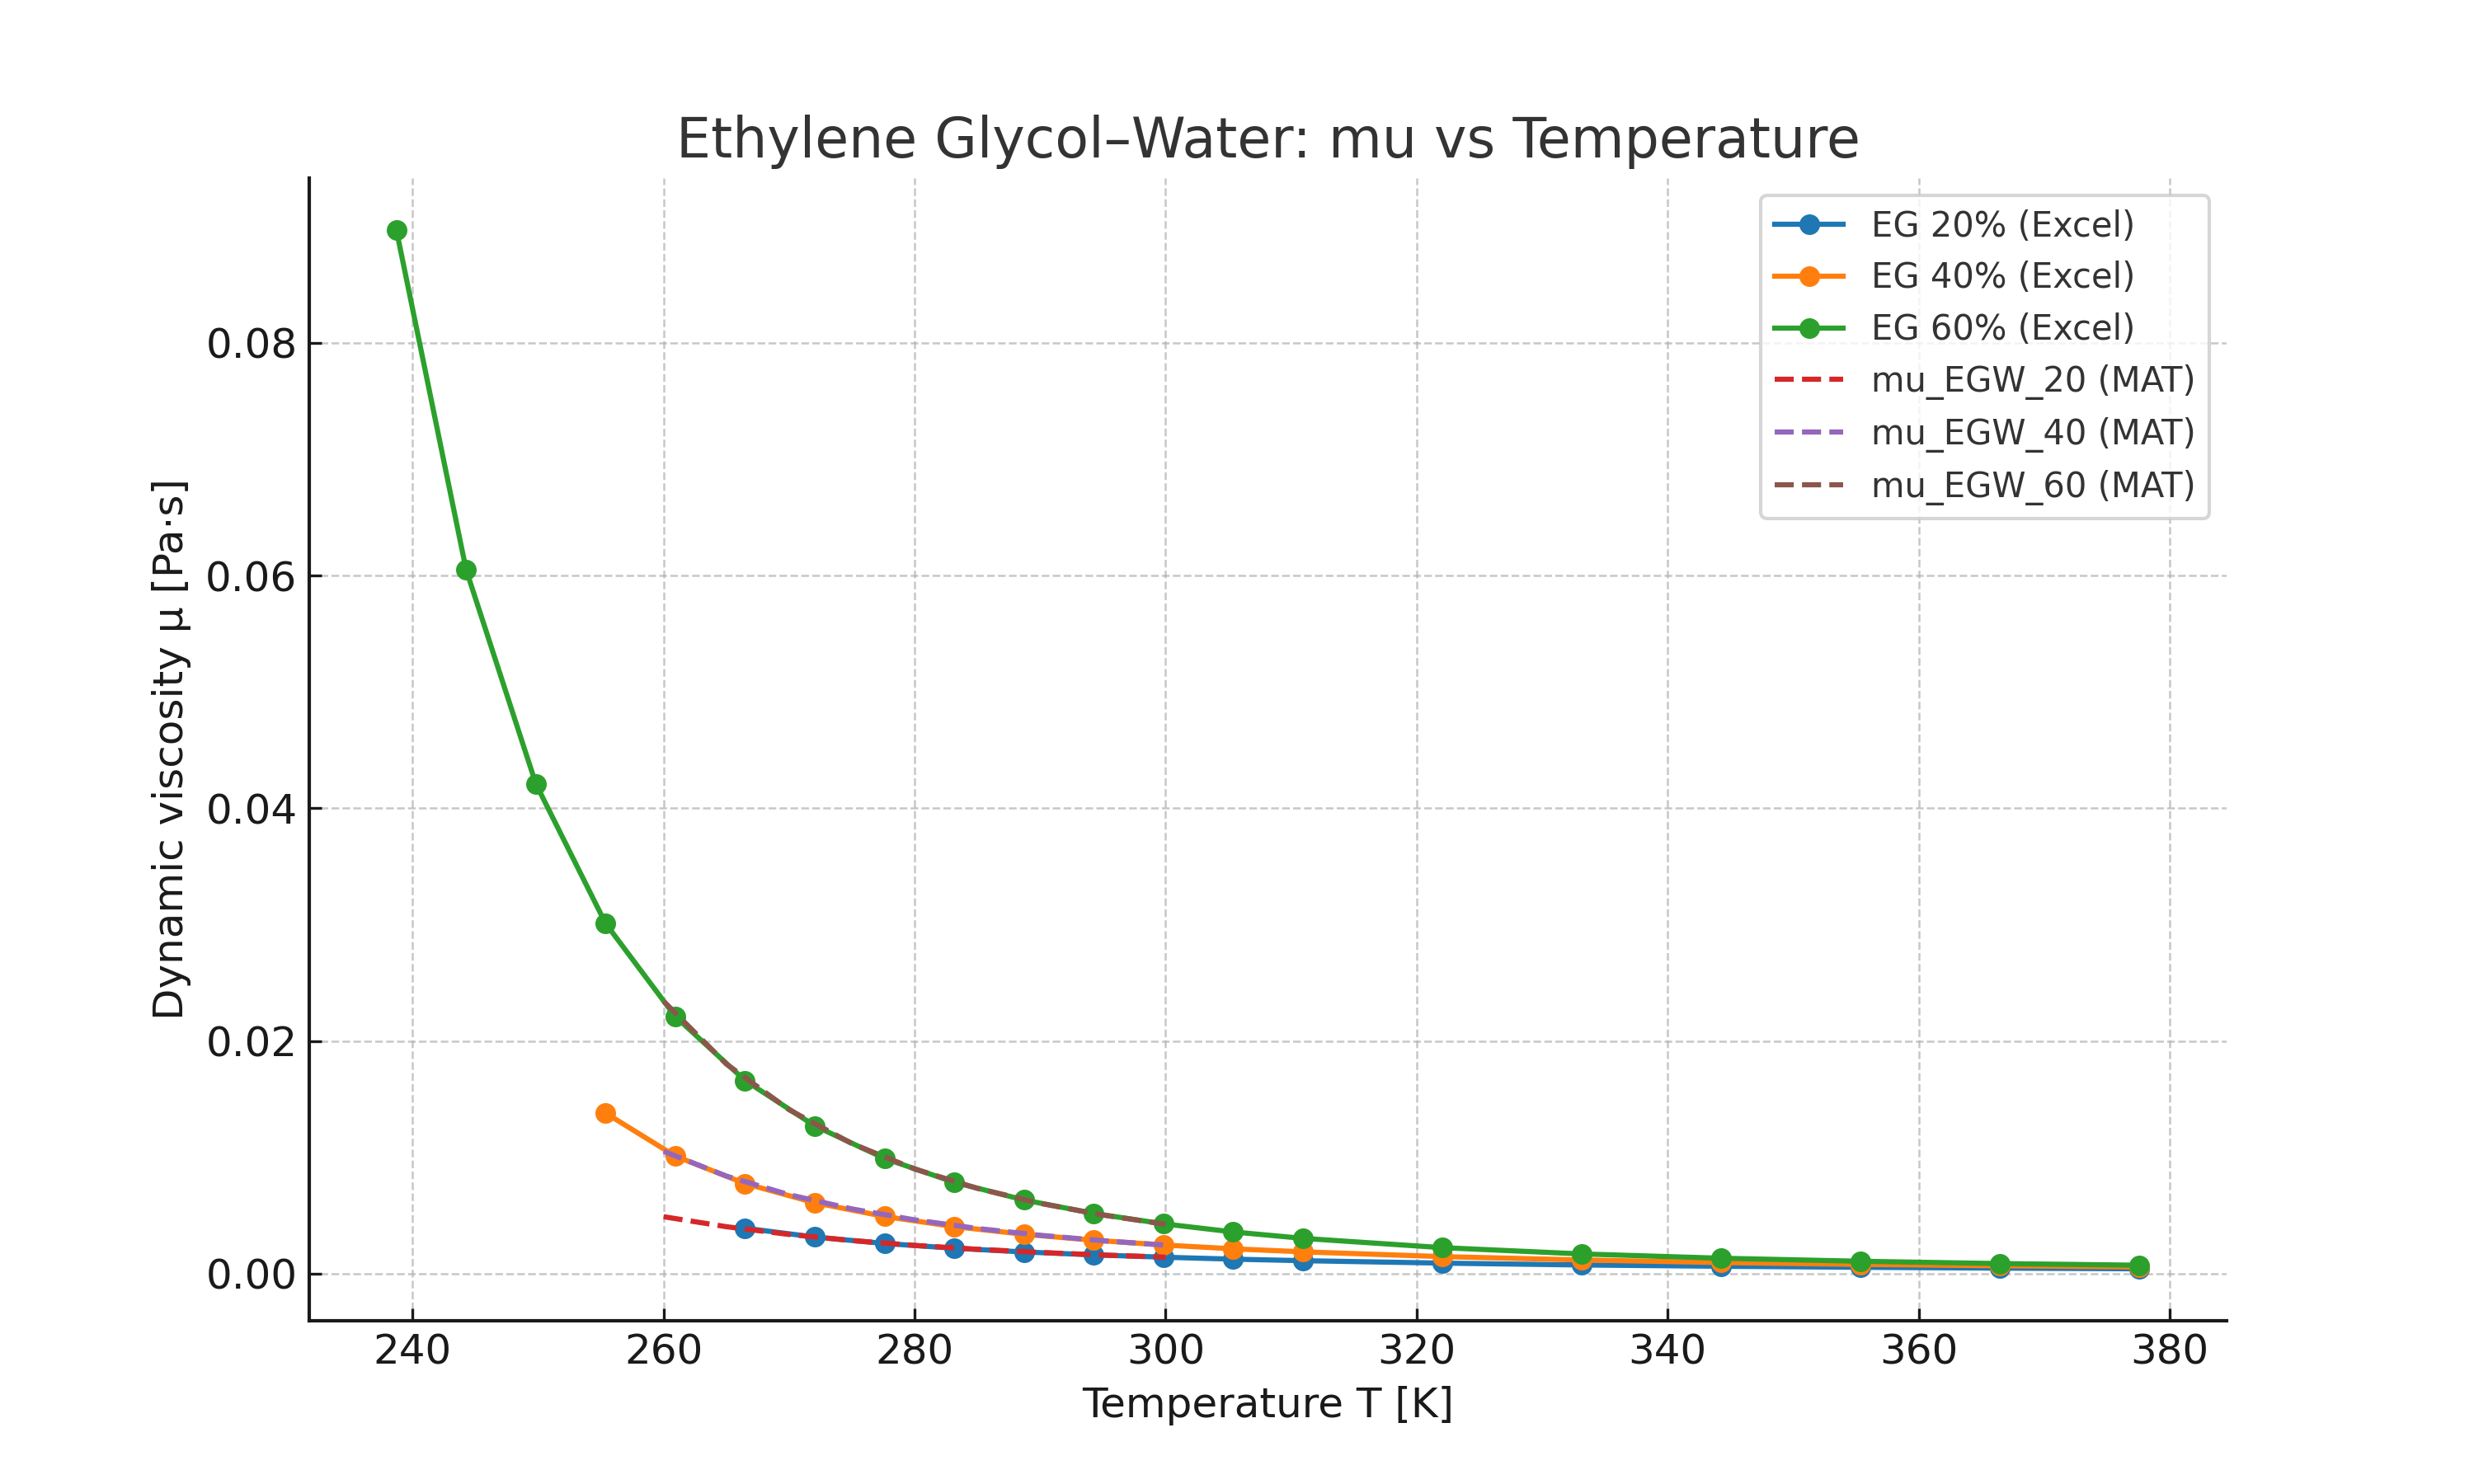 Ethylene Glycol–Water: mu vs Temperature
EG 20% (Excel)
EG 40% (Excel)
EG 60% (Excel)
mu_EGW_20 (MAT)
mu_EGW_40 (MAT)
mu_EGW_60 (MAT)
Dynamic viscosity μ [Pa·s]
0.08
0.06
0.04
0.02
0.00
240 260 280 300 320 340 360 380
Temperature T [K]